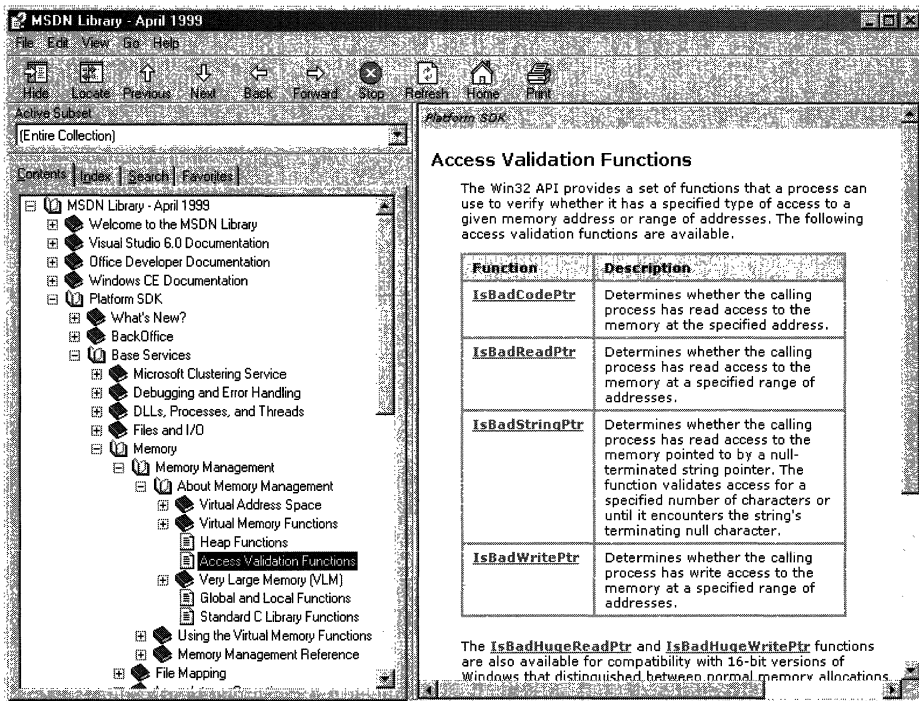 MSDN Library - April 1999
File Edit View Go Help
Hide Locate Previous Next Back Forward Stop Refresh Home Print
Active Subset
(Entire Collection)
Contents Index Search Favorites
MSDN Library - April 1999
Welcome to the MSDN Library
Visual Studio 6.0 Documentation
Office Developer Documentation
Windows CE Documentation
Platform SDK
What's New?
BackOffice
Base Services
Microsoft Clustering Service
Debugging and Error Handling
DLLs, Processes, and Threads
Files and I/O
Memory
Memory Management
About Memory Management
Virtual Address Space
Virtual Memory Functions
Heap Functions
Access Validation Functions
Very Large Memory (VLM)
Global and Local Functions
Standard C Library Functions
Using the Virtual Memory Functions
Memory Management Reference
File Mapping
Platform SDK
Access Validation Functions
The Win32 API provides a set of functions that a process can
use to verify whether it has a specified type of access to a
given memory address or range of addresses. The following
access validation functions are available.
Function Description
IsBadCodePtr Determines whether the calling
process has read access to the
memory at the specified address.
IsBadReadPtr Determines whether the calling
process has read access to the
memory at a specified range of
addresses.
IsBadStringPtr Determines whether the calling
process has read access to the
memory pointed to by a null-
terminated string pointer. The
function validates access for a
specified number of characters or
until it encounters the string's
terminating null character.
IsBadWritePtr Determines whether the calling
process has write access to the
memory at a specified range of
addresses.
The IsBadHugeReadPtr and IsBadHugeWritePtr functions
are also available for compatibility with 16-bit versions of
Windows that distinguished between normal memory allocations